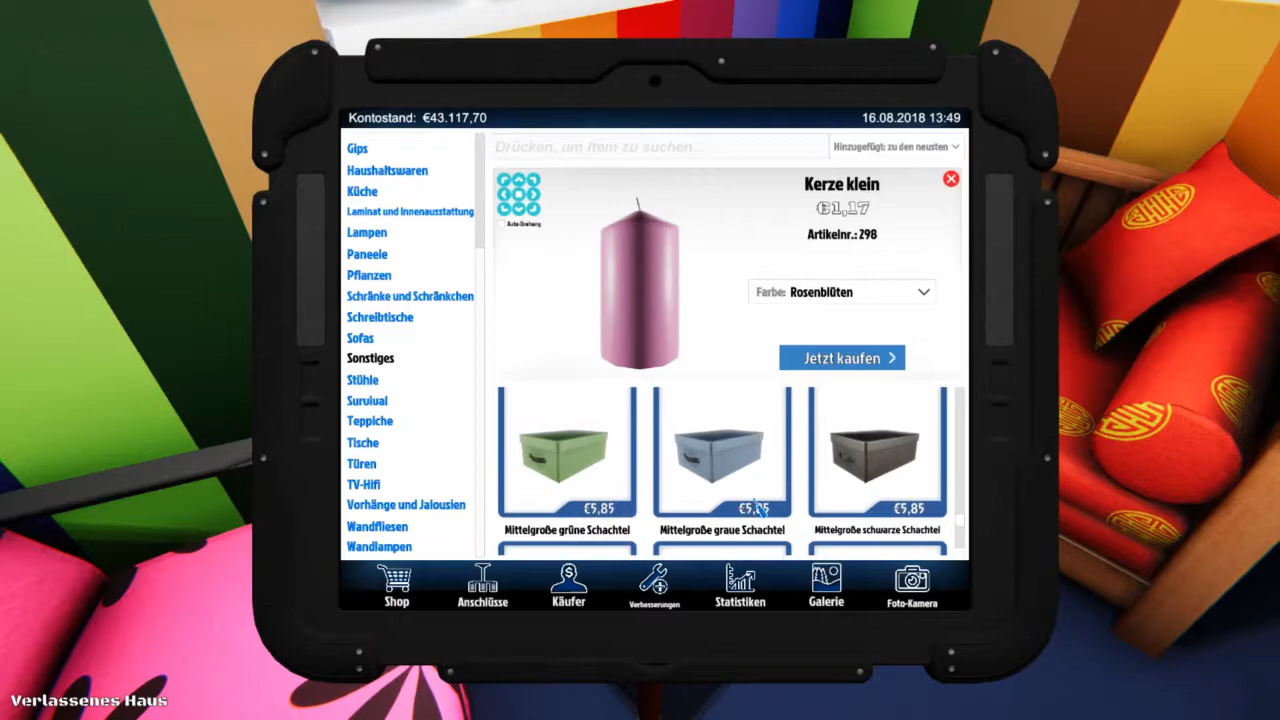 Kontostand: €43.117,70
16.08.2018 13:49
Gips
Haushaltswaren
Küche
Laminat und Innenausstattung
Lampen
Paneele
Pflanzen
Schränke und Schränkchen
Schreibtische
Sofas
Sonstiges
Stühle
Survival
Teppiche
Tische
Türen
TV-Hifi
Vorhänge und Jalousien
Wandfliesen
Wandlampen
Drücken, um Item zu suchen...
Hinzugefügt: zu den neusten
Auto-Drehung
Kerze klein
€1,17
Artikelnr.: 298
Farbe: Rosenblüten
Jetzt kaufen
€5,85
€5,85
Mittelgroße grüne Schachtel
Mittelgroße graue Schachtel
Mittelgroße schwarze Schachtel
Shop
Anschlüsse
Käufer
Verbesserungen
Statistiken
Galerie
Foto-Kamera
Verlassenes Haus